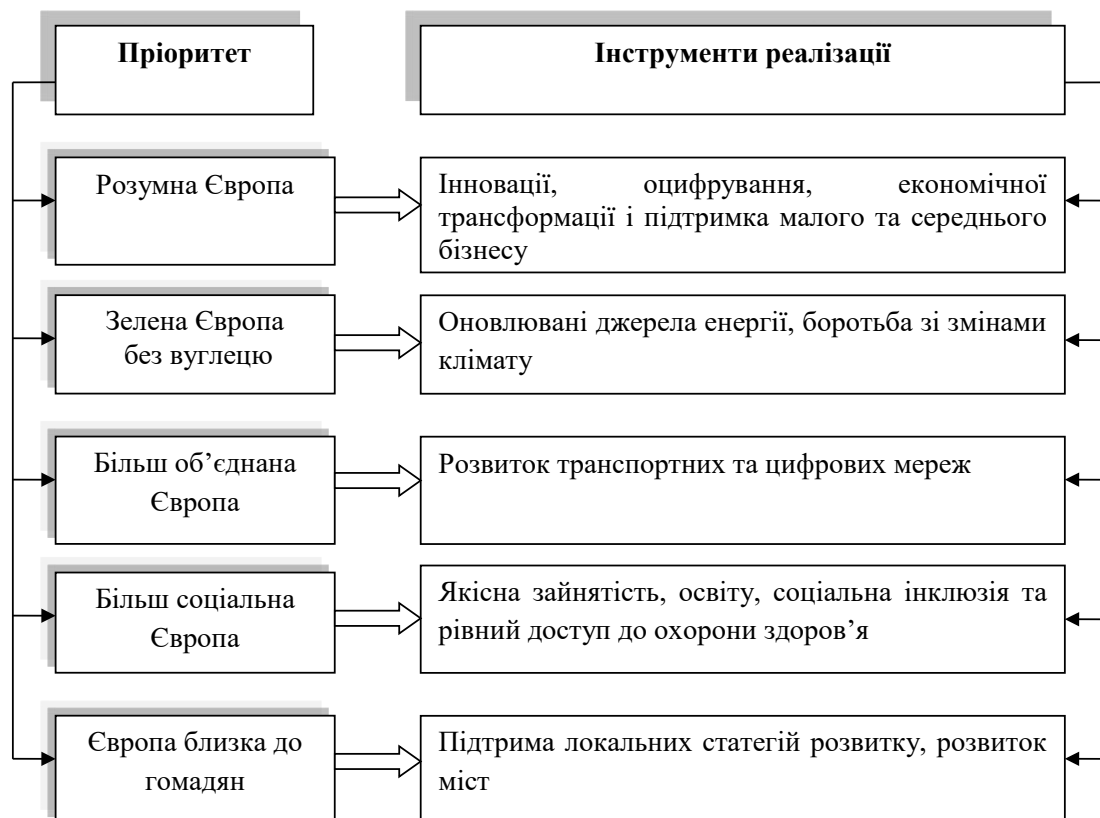 Пріоритет
Інструменти реалізації
Розумна Європа
Інновації, оцифрування, економічної
трансформації і підтримка малого та середнього
бізнесу
Зелена Європа
без вуглецю
Оновлювані джерела енергії, боротьба зі змінами
клімату
Більш об’єднана
Європа
Розвиток транспортних та цифрових мереж
Більш соціальна
Європа
Якісна зайнятість, освіту, соціальна інклюзія та
рівний доступ до охорони здоров’я
Європа близка до
гомадян
Підтрима локальних статегій розвитку, розвиток
міст